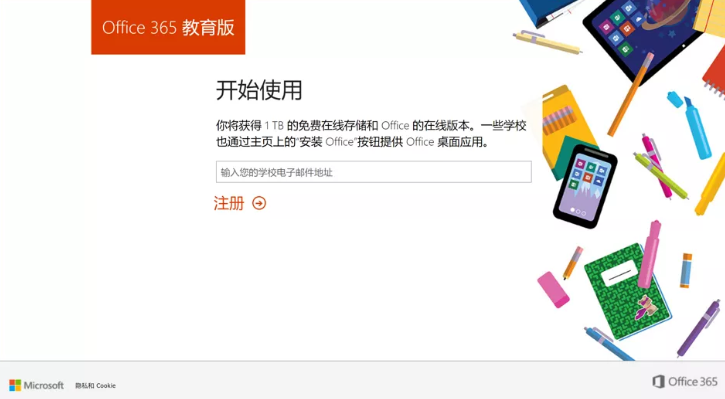 Office 365 教育版
开始使用
你将获得 1 TB 的免费在线存储和 Office 的在线版本。一些学校
也通过主页上的"安装 Office"按钮提供 Office 桌面应用。
输入您的学校电子邮件地址
注册
Microsoft 隐私和 Cookie
Office 365